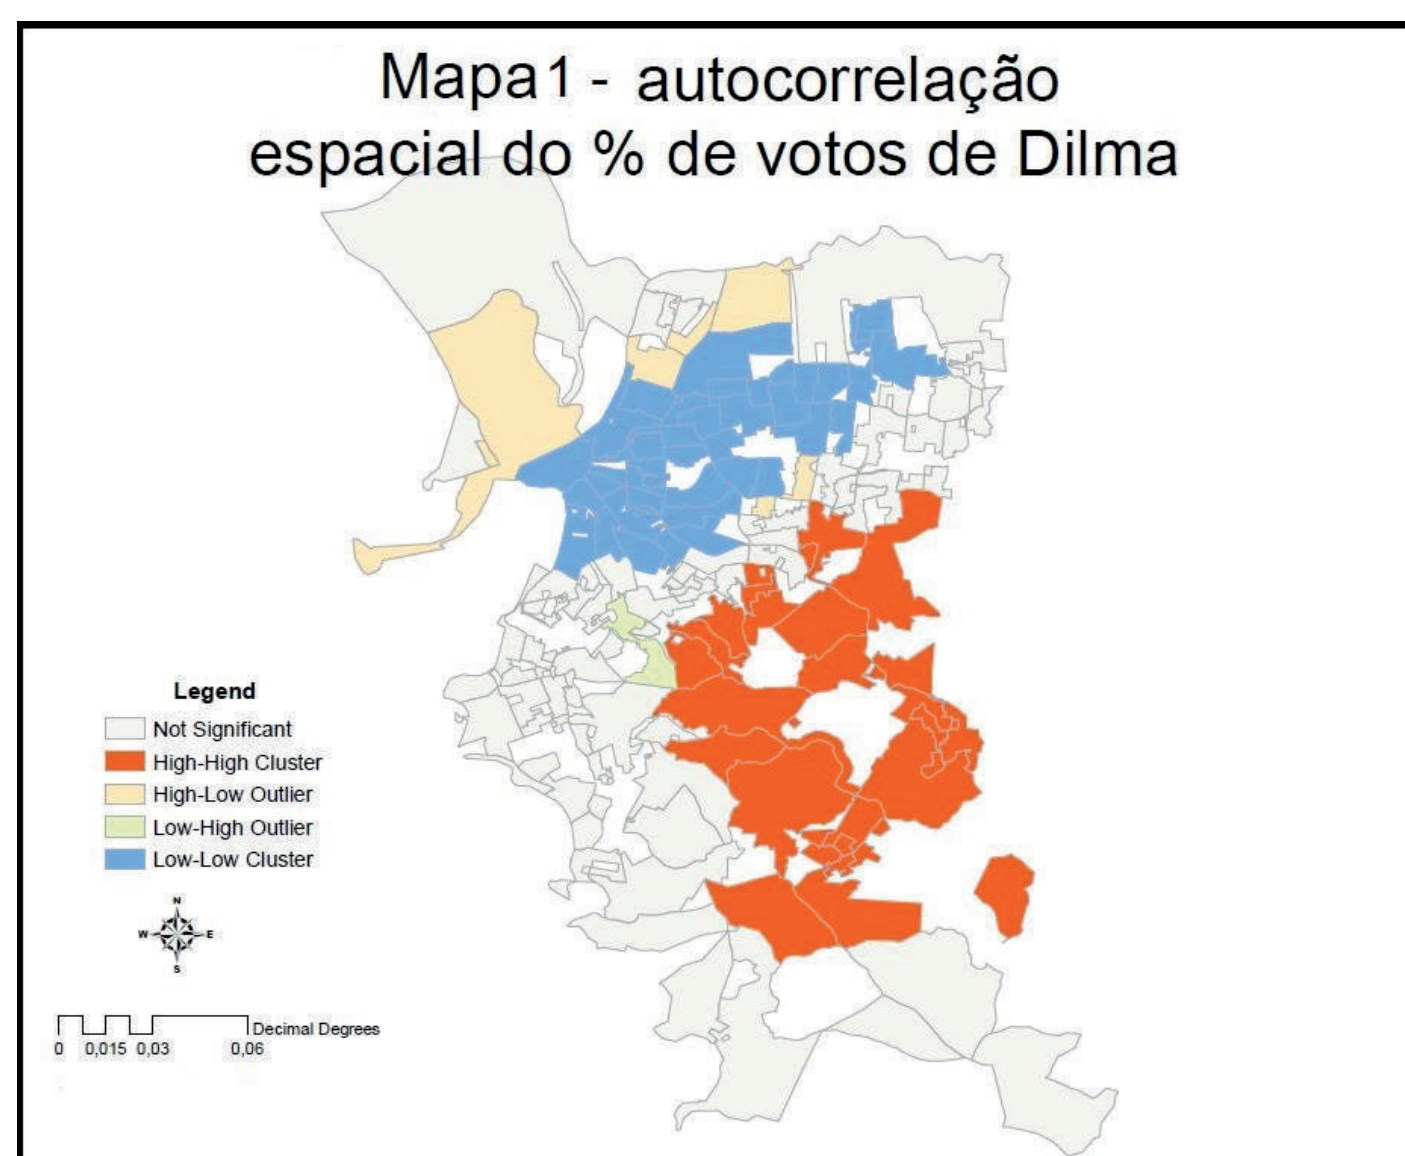 Mapa1 - autocorrelação
espacial do % de votos de Dilma
Legend
Not Significant
High-High Cluster
High-Low Outlier
Low-High Outlier
Low-Low Cluster
N
W E
S
Decimal Degrees
0 0,015 0,03 0,06